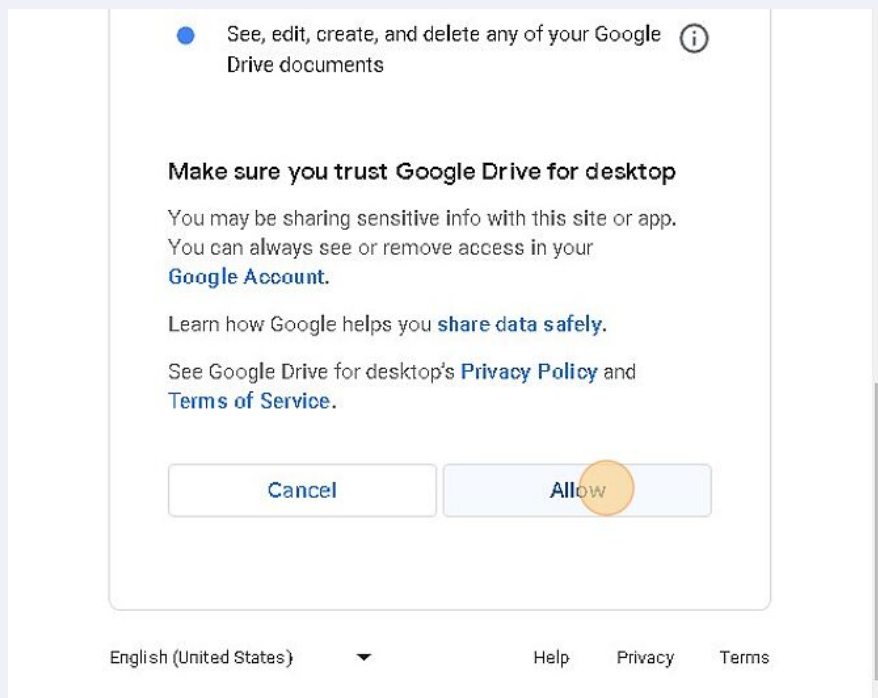 See, edit, create, and delete any of your Google
Drive documents
Make sure you trust Google Drive for desktop
You may be sharing sensitive info with this site or app.
You can always see or remove access in your
Google Account.
Learn how Google helps you share data safely.
See Google Drive for desktop's Privacy Policy and
Terms of Service.
Cancel Allow
English (United States) Help Privacy Terms